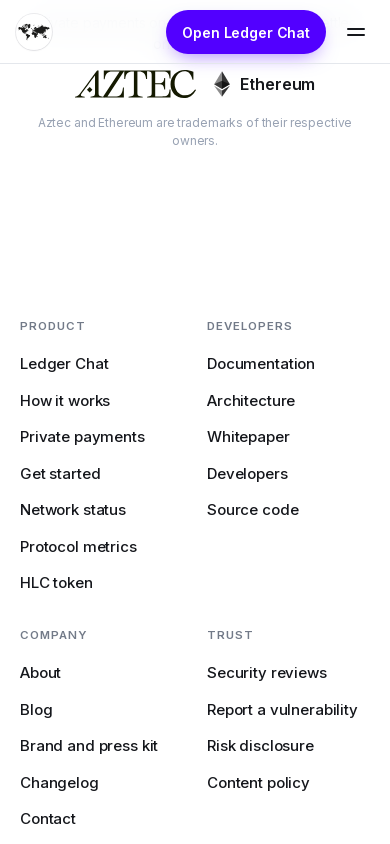 Open Ledger Chat
AZTEC
Ethereum
Aztec and Ethereum are trademarks of their respective
owners.
PRODUCT
Ledger Chat
How it works
Private payments
Get started
Network status
Protocol metrics
HLC token
DEVELOPERS
Documentation
Architecture
Whitepaper
Developers
Source code
COMPANY
About
Blog
Brand and press kit
Changelog
Contact
TRUST
Security reviews
Report a vulnerability
Risk disclosure
Content policy